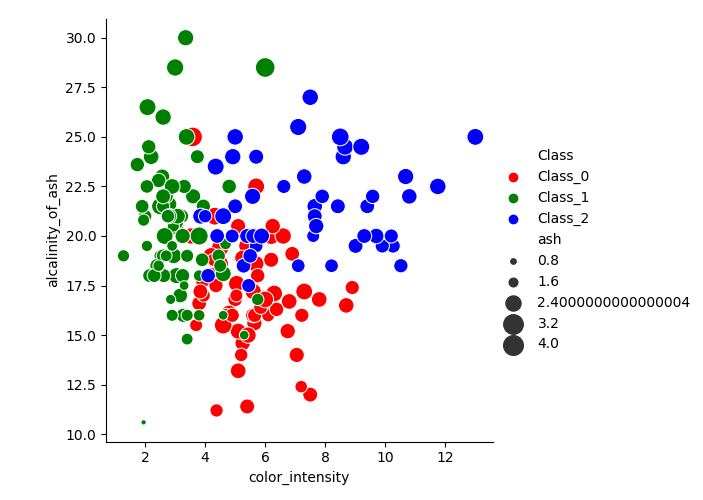 30.0
27.5
25.0
22.5
20.0
17.5
15.0
12.5
10.0
alcalinity_of_ash
2
4
6
8
10
12
color_intensity
Class
Class_0
Class_1
Class_2
ash
0.8
1.6
2.4000000000000004
3.2
4.0